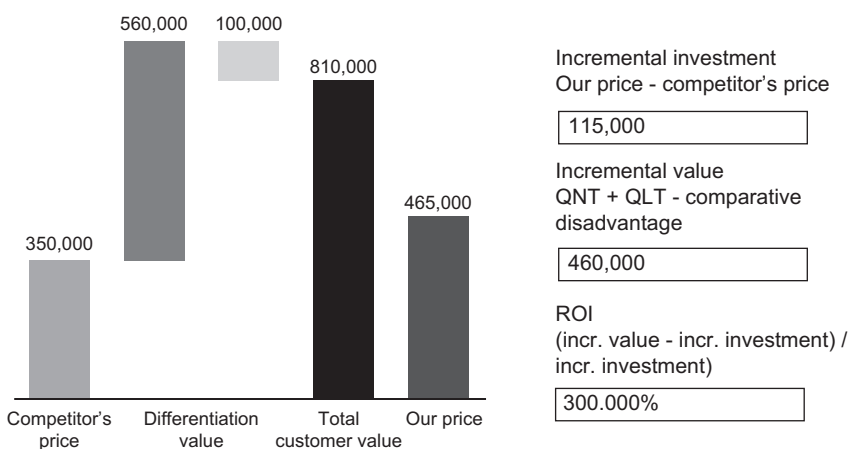 560,000
100,000
810,000
465,000
350,000
Competitor's
price
Differentiation
value
Total
customer value
Our price
Incremental investment
Our price - competitor's price
115,000
Incremental value
QNT + QLT - comparative
disadvantage
460,000
ROI
(incr. value - incr. investment) /
incr. investment)
300.000%